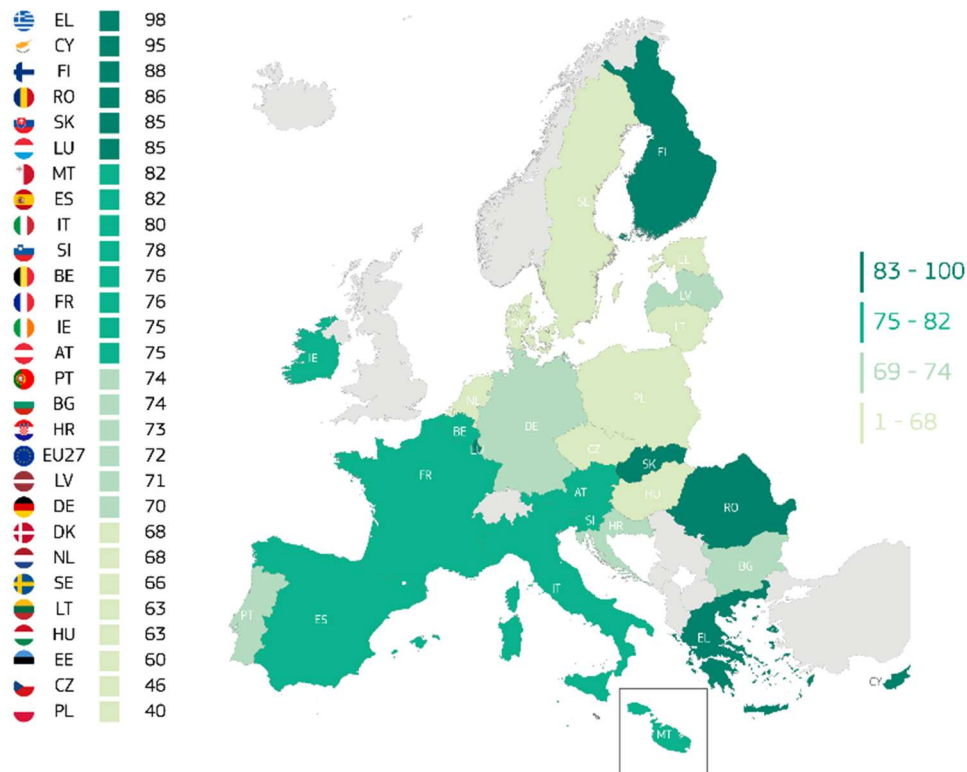 EL 98
CY 95
FI 88
RO 86
SK 85
LU 85
MT 82
ES 82
IT 80
SI 78
BE 76
FR 76
IE 75
AT 75
PT 74
BG 74
HR 73
EU27 72
LV 71
DE 70
DK 68
NL 68
SE 66
LT 63
HU 63
EE 60
CZ 46
PL 40
FI
SE
EE
LV
LT
DK
IE
NL
PL
DE
BE
LU
CZ
FR
SK
AT
HU
RO
SI
HR
BG
IT
PT
ES
EL
CY
MT
83 - 100
75 - 82
69 - 74
1 - 68